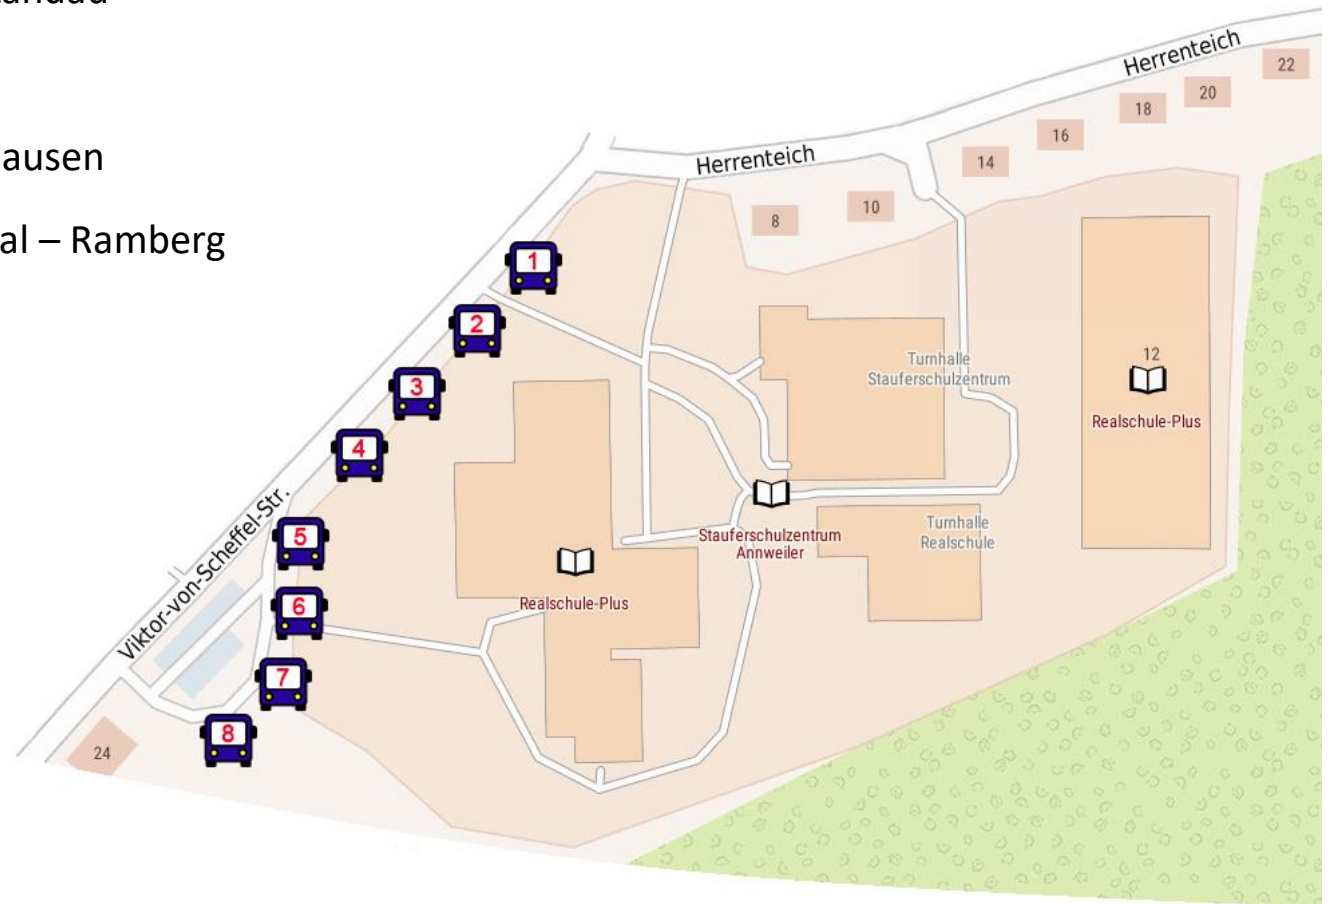 Herrenteich
22
20
18
16
14
ausen
Herrenteich
10
8
al – Ramberg
1
2
3
4
5
6
7
8
Turnhalle
Stauferschulzentrum
12
Realschule-Plus
Viktor-von-Scheffel-Str.
Stauferschulzentrum
Annweiler
Turnhalle
Realschule
Realschule-Plus
24